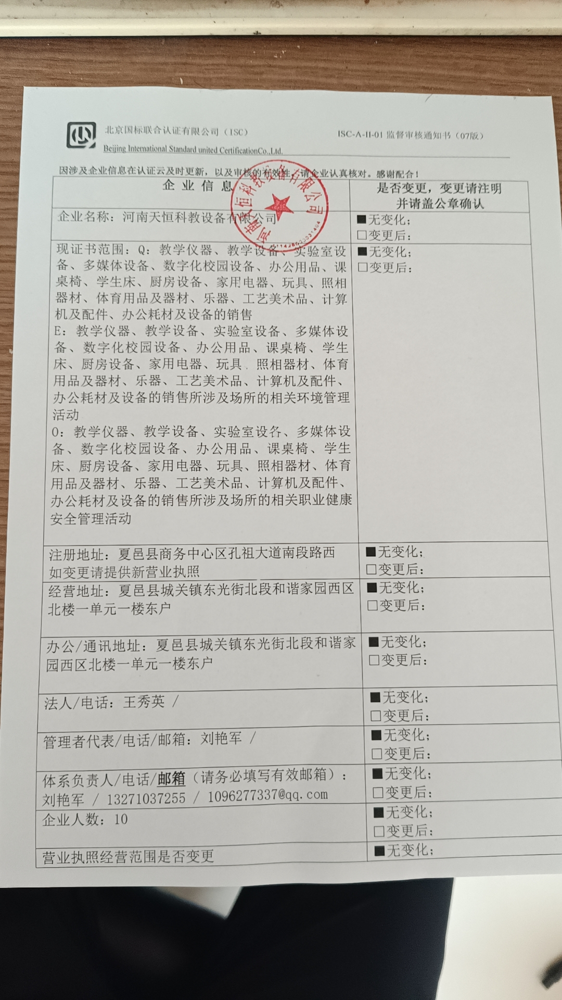 北京国标联合认证有限公司（ISC）
ISC-A-II-01 监督审核通知书（07版）
Beijing International Standard united CertificationCo.,Ltd.
因涉及企业信息在认证云及时更新，以及审核的有效性，请企业认真核对。感谢配合！
企业信息
是否变更，变更请注明
并请盖公章确认
河南天恒科教设备有限公司
企业名称：河南天恒科教设备有限公司
■无变化；
□变更后：
现证书范围：Q：教学仪器、教学设备、实验室设
备、多媒体设备、数字化校园设备、办公用品、课
桌椅、学生床、厨房设备、家用电器、玩具、照相
器材、体育用品及器材、乐器、工艺美术品、计算
机及配件、办公耗材及设备的销售
E：教学仪器、教学设备、实验室设备、多媒体设
备、数字化校园设备、办公用品、课桌椅、学生
床、厨房设备、家用电器、玩具、照相器材、体育
用品及器材、乐器、工艺美术品、计算机及配件、
办公耗材及设备的销售所涉及场所的相关环境管理
活动
O：教学仪器、教学设备、实验室设备、多媒体设
备、数字化校园设备、办公用品、课桌椅、学生
床、厨房设备、家用电器、玩具、照相器材、体育
用品及器材、乐器、工艺美术品、计算机及配件、
办公耗材及设备的销售所涉及场所的相关职业健康
安全管理活动
■无变化；
□变更后：
注册地址：夏邑县商务中心区孔祖大道南段路西
如变更请提供新营业执照
■无变化；
□变更后：
经营地址：夏邑县城关镇东光街北段和谐家园西区
北楼一单元一楼东户
■无变化；
□变更后：
办公/通讯地址：夏邑县城关镇东光街北段和谐家
园西区北楼一单元一楼东户
■无变化；
□变更后：
法人/电话：王秀英 /
■无变化；
□变更后：
管理者代表/电话/邮箱：刘艳军 /
■无变化；
□变更后：
体系负责人/电话/邮箱（请务必填写有效邮箱）：
刘艳军 / 13271037255 / 1096277337@qq.com
■无变化；
□变更后：
企业人数：10
■无变化；
□变更后：
营业执照经营范围是否变更
■无变化；